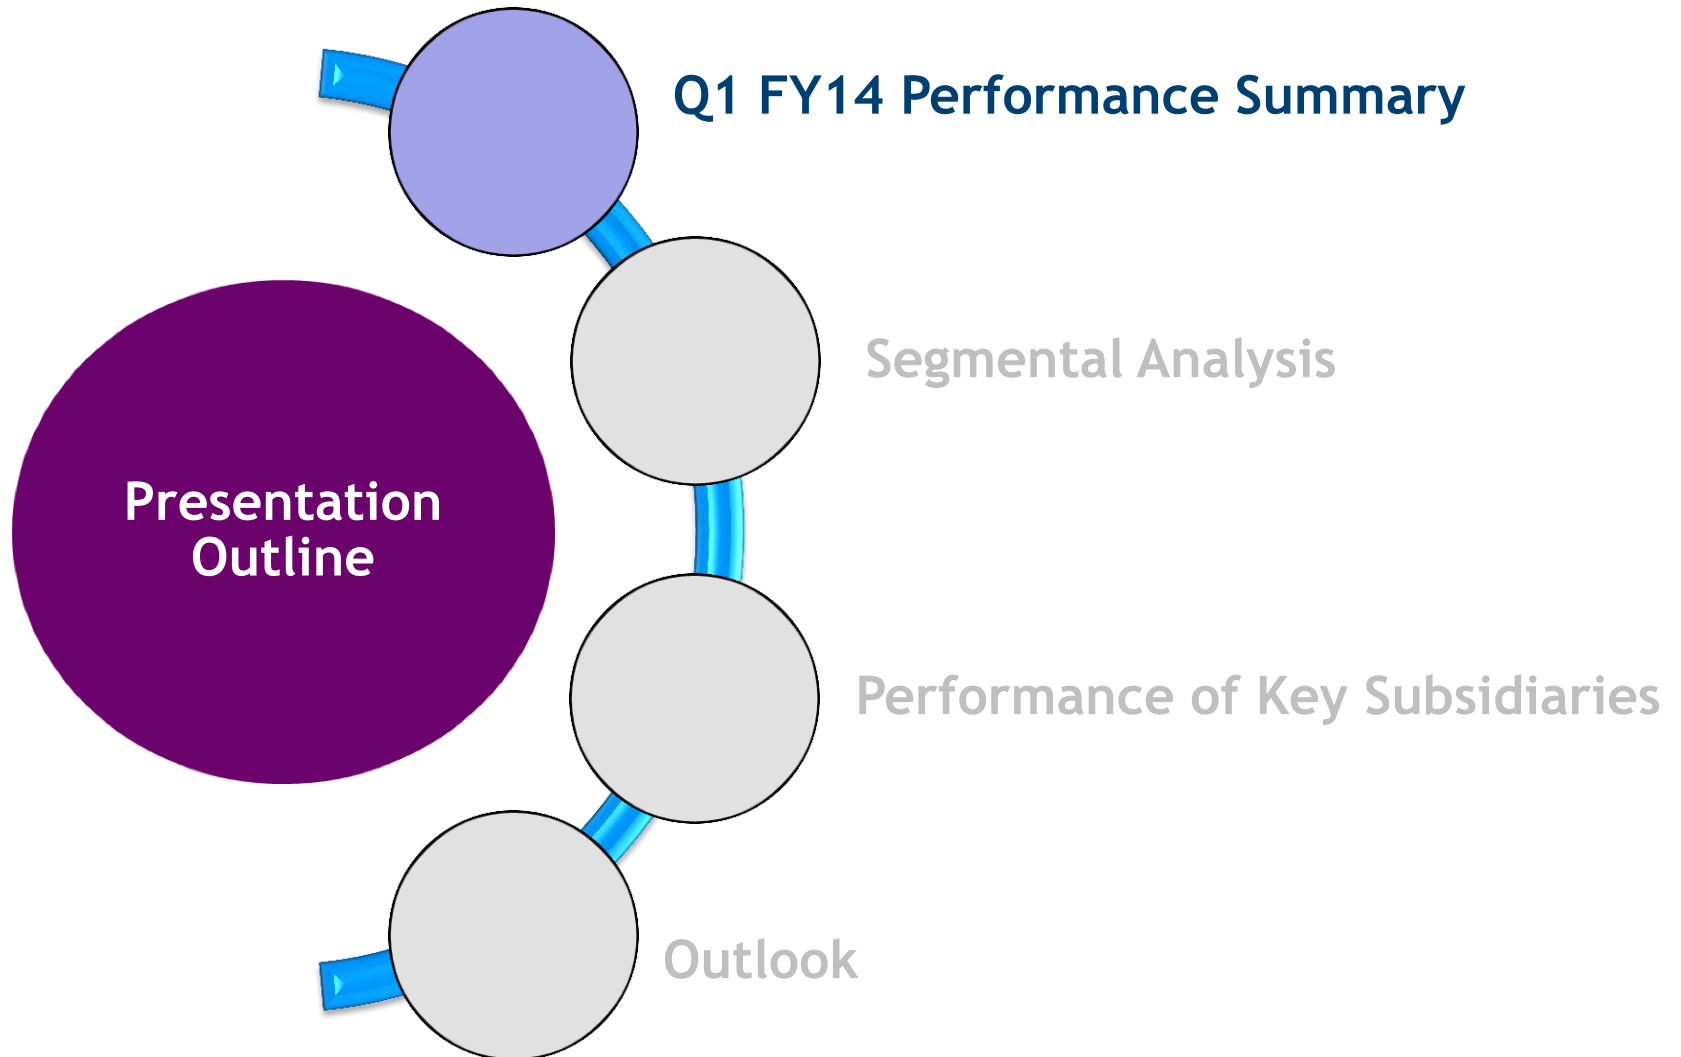 Q1 FY14 Performance Summary
Segmental Analysis
Presentation
Outline
Performance of Key Subsidiaries
Outlook